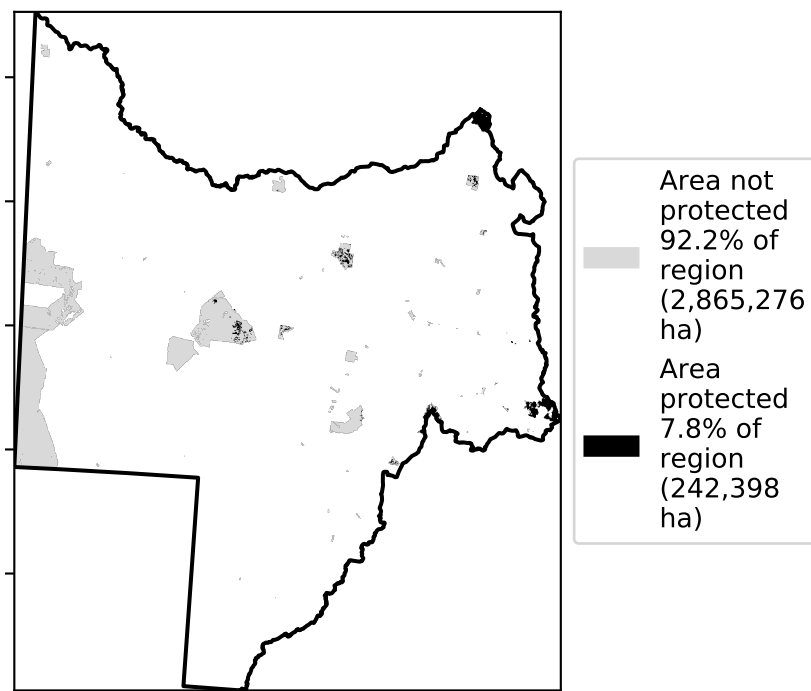 Area not
protected
92.2% of
region
(2,865,276
ha)
Area
protected
7.8% of
region
(242,398
ha)